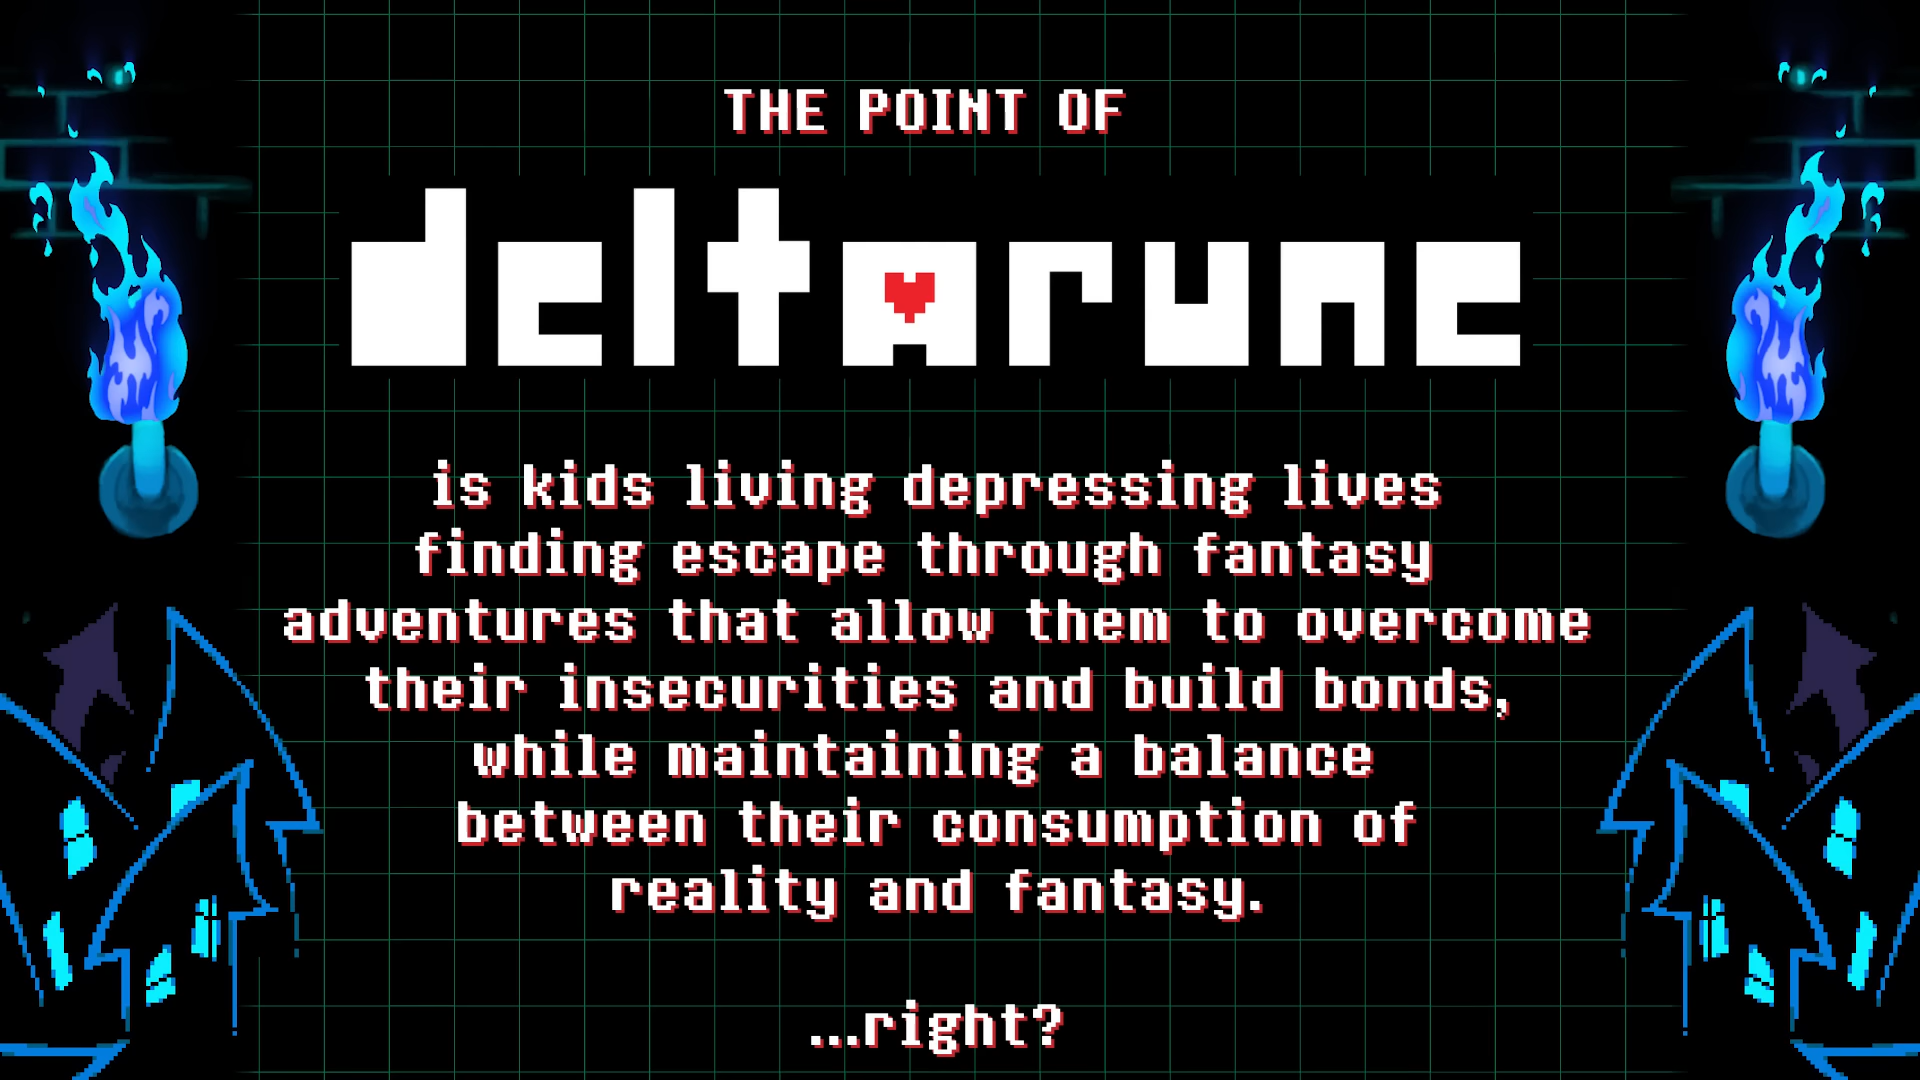 THE POINT OF
deltarune
is kids living depressing lives
finding escape through fantasy
adventures that allow them to overcome
their insecurities and build bonds,
while maintaining a balance
between their consumption of
reality and fantasy.
...right?